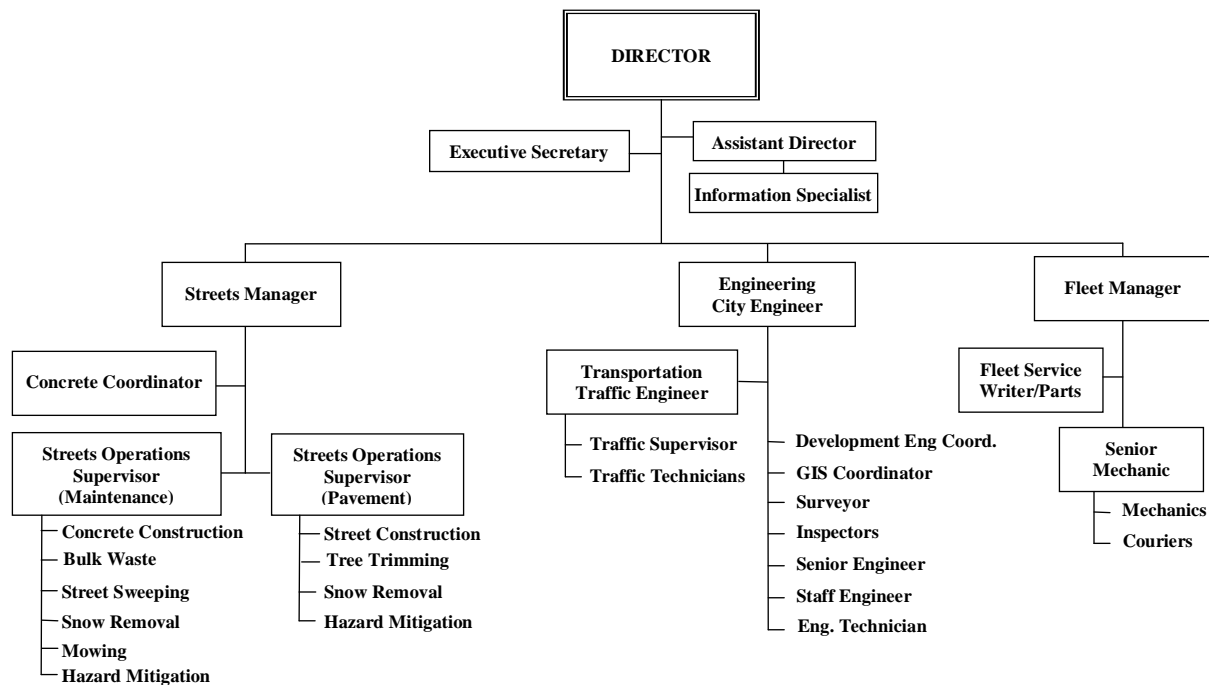 DIRECTOR
Executive Secretary
Assistant Director
Information Specialist
Streets Manager
Engineering
City Engineer
Fleet Manager
Concrete Coordinator
Transportation
Traffic Engineer
Fleet Service
Writer/Parts
Streets Operations
Supervisor
(Maintenance)
Streets Operations
Supervisor
(Pavement)
Traffic Supervisor
Traffic Technicians
Development Eng Coord.
GIS Coordinator
Surveyor
Inspectors
Senior Engineer
Staff Engineer
Eng. Technician
Senior
Mechanic
Mechanics
Couriers
Concrete Construction
Bulk Waste
Street Sweeping
Snow Removal
Mowing
Hazard Mitigation
Street Construction
Tree Trimming
Snow Removal
Hazard Mitigation